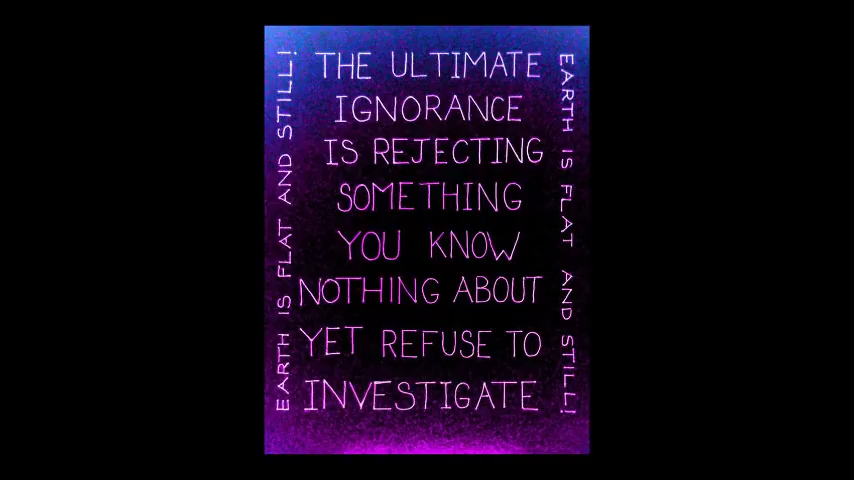 THE ULTIMATE
IGNORANCE
IS REJECTING
SOMETHING
YOU KNOW
NOTHING ABOUT
YET REFUSE TO
INVESTIGATE
EARTH IS FLAT AND STILL!
EARTH IS FLAT AND STILL!